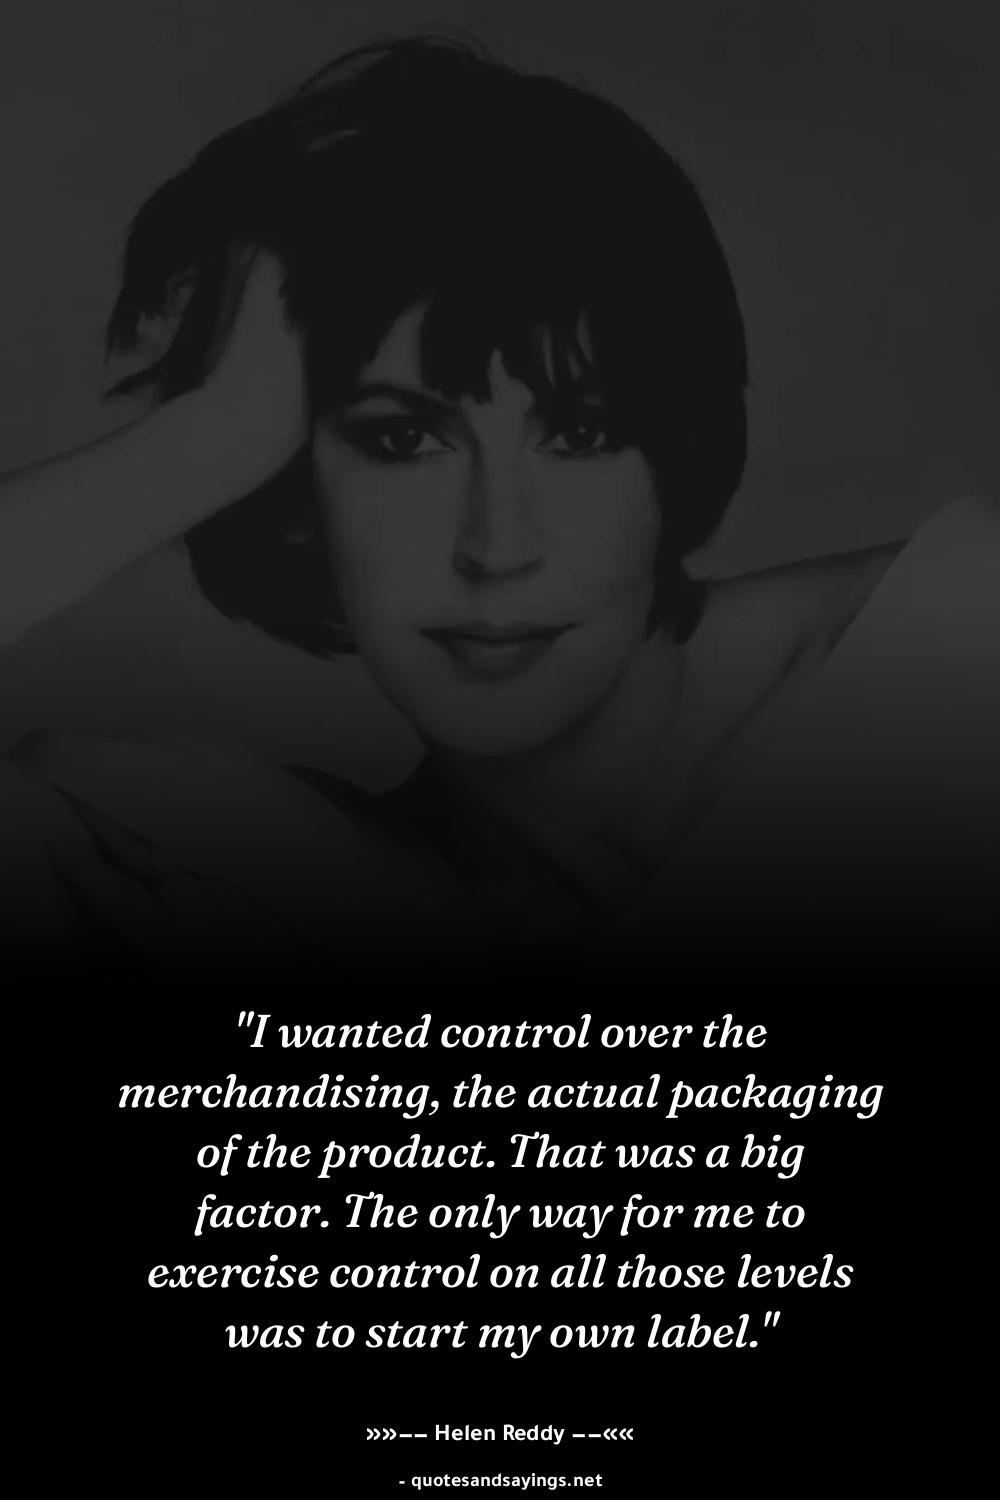 "I wanted control over the
merchandising, the actual packaging
of the product. That was a big
factor. The only way for me to
exercise control on all those levels
was to start my own label."
»»–– Helen Reddy ––««
- quotesandsayings.net